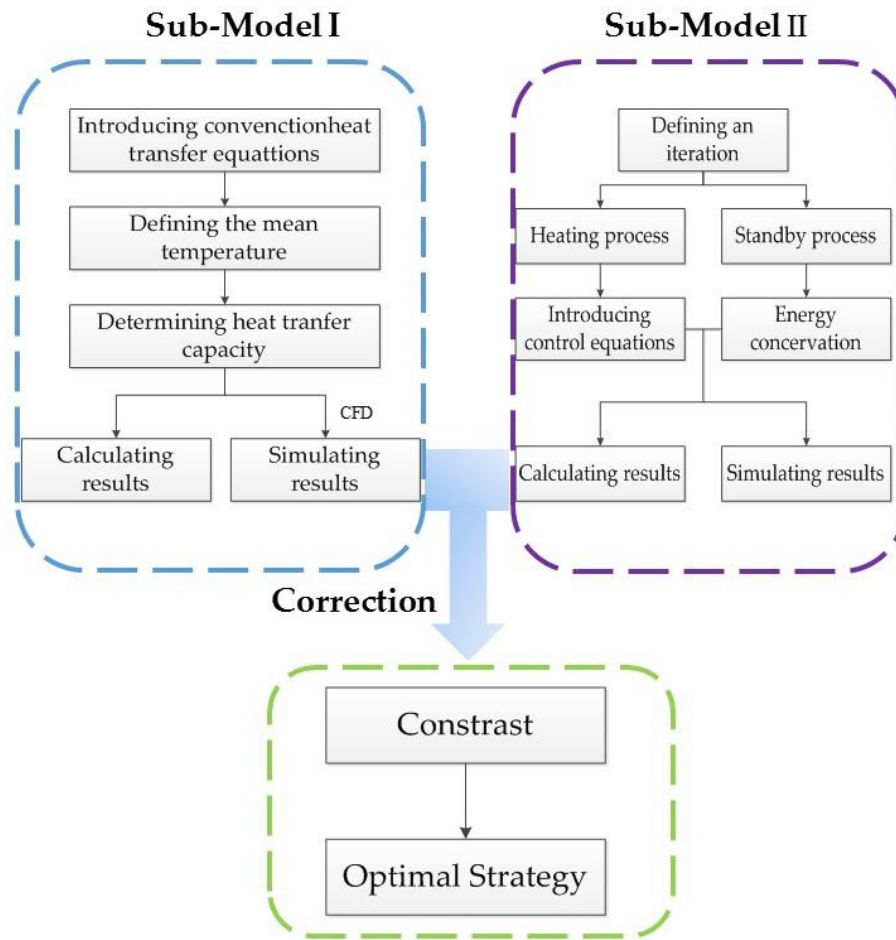 Sub-Model I
Introducing convenctionheat
transfer equattions
Defining the mean
temperature
Determining heat tranfer
capacity
CFD
Calculating
results
Simulating
results
Sub-Model II
Defining an
iteration
Heating process
Standby process
Introducing
control equations
Energy
concervation
Calculating results
Simulating results
Correction
Constrast
Optimal Strategy